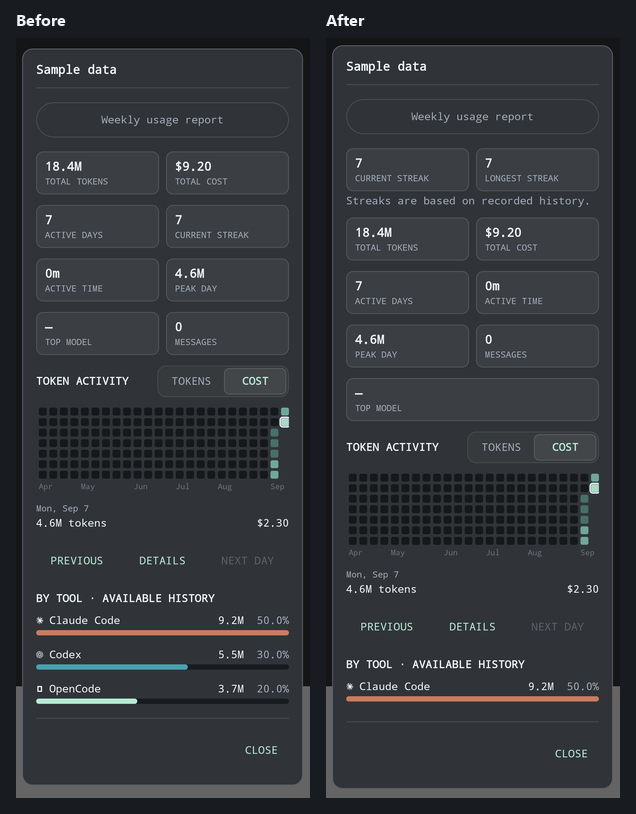 Before
Sample data
Weekly usage report
18.4M
TOTAL TOKENS
$9.20
TOTAL COST
7
ACTIVE DAYS
7
CURRENT STREAK
0m
ACTIVE TIME
4.6M
PEAK DAY
—
TOP MODEL
0
MESSAGES
TOKEN ACTIVITY
TOKENS
COST
Apr May Jun Jul Aug Sep
Mon, Sep 7
4.6M tokens $2.30
PREVIOUS DETAILS NEXT DAY
BY TOOL · AVAILABLE HISTORY
Claude Code 9.2M 50.0%
Codex 5.5M 30.0%
OpenCode 3.7M 20.0%
CLOSE
After
Sample data
Weekly usage report
7
CURRENT STREAK
7
LONGEST STREAK
Streaks are based on recorded history.
18.4M
TOTAL TOKENS
$9.20
TOTAL COST
7
ACTIVE DAYS
0m
ACTIVE TIME
4.6M
PEAK DAY
0
MESSAGES
—
TOP MODEL
TOKEN ACTIVITY
TOKENS
COST
Apr May Jun Jul Aug Sep
Mon, Sep 7
4.6M tokens $2.30
PREVIOUS DETAILS NEXT DAY
BY TOOL · AVAILABLE HISTORY
Claude Code 9.2M 50.0%
CLOSE